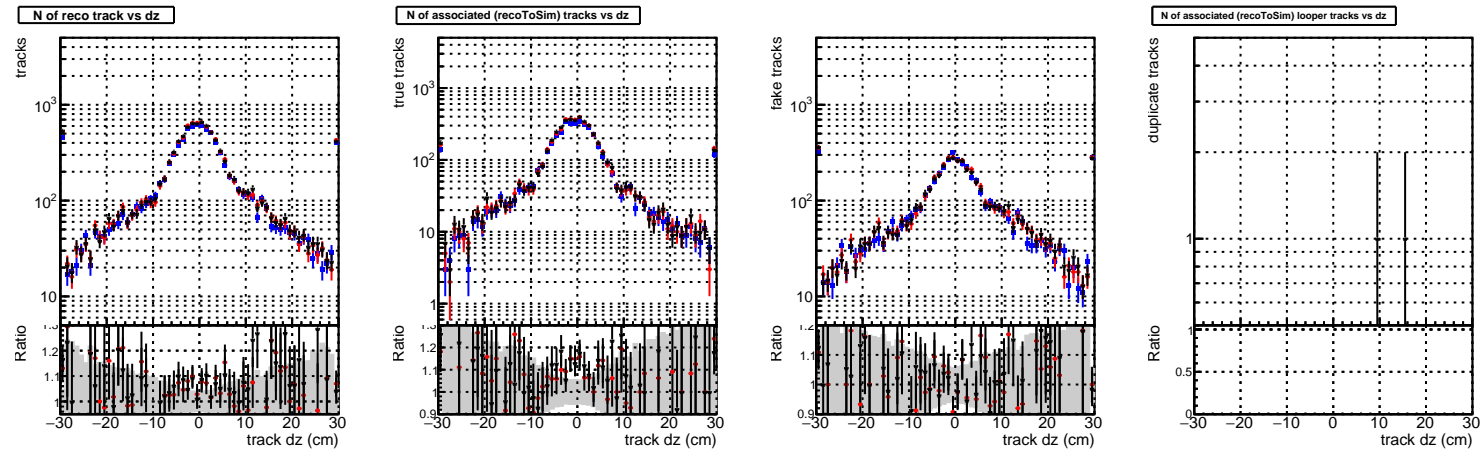 N of reco track vs dz
tracks
10³
10²
10
Ratio
1.3
1.2
1.1
1
−30 −20 −10 0 10 20 30
track dz (cm)
N of associated (recoToSim) tracks vs dz
true tracks
10³
10²
10
1
Ratio
1.3
1.2
1.1
1
0.9
−30 −20 −10 0 10 20 30
track dz (cm)
fake tracks
10³
10²
10
Ratio
1.2
1.1
1
0.9
−30 −20 −10 0 10 20 30
track dz (cm)
N of associated (recoToSim) looper tracks vs dz
duplicate tracks
1
Ratio
1
0.5
0
−30 −20 −10 0 10 20 30
track dz (cm)